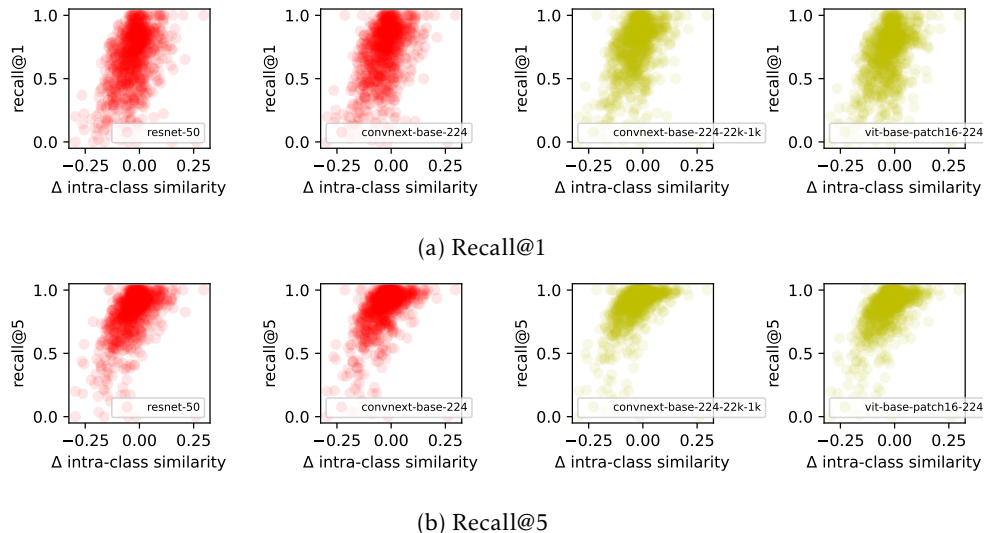 1.0 1.0 1.0 1.0
recall@1 recall@1 recall@1 recall@1
0.5 0.5 0.5 0.5
resnet-50 convnext-base-224 convnext-base-224-22k-1k vit-base-patch16-224
0.0 0.0 0.0 0.0
−0.25 0.00 0.25 −0.25 0.00 0.25 −0.25 0.00 0.25 −0.25 0.00 0.25
Δ intra-class similarity Δ intra-class similarity Δ intra-class similarity Δ intra-class similarity
(a) Recall@1
1.0 1.0 1.0 1.0
recall@5 recall@5 recall@5 recall@5
0.5 0.5 0.5 0.5
resnet-50 convnext-base-224 convnext-base-224-22k-1k vit-base-patch16-224
0.0 0.0 0.0 0.0
−0.25 0.00 0.25 −0.25 0.00 0.25 −0.25 0.00 0.25 −0.25 0.00 0.25
Δ intra-class similarity Δ intra-class similarity Δ intra-class similarity Δ intra-class similarity
(b) Recall@5